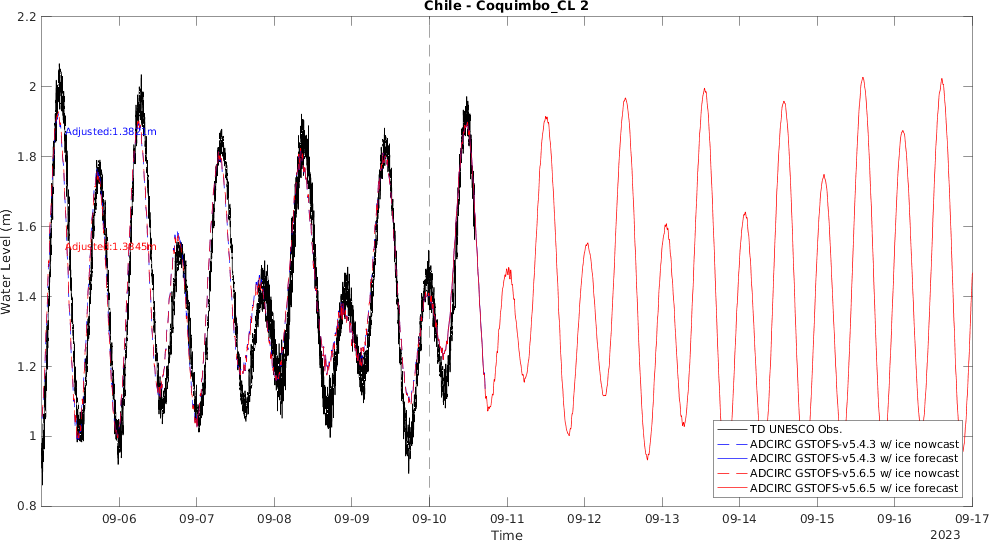 Chile - Coquimbo_CL 2
2.2
2
1.8
1.6
1.4
1.2
1
0.8
Water Level (m)
Adjusted:1.3821m
Adjusted:1.3345m
TD UNESCO Obs.
ADCIRC GSTOFS-v5.4.3 w/ ice nowcast
ADCIRC GSTOFS-v5.4.3 w/ ice forecast
ADCIRC GSTOFS-v5.6.5 w/ ice nowcast
ADCIRC GSTOFS-v5.6.5 w/ ice forecast
09-06 09-07 09-08 09-09 09-10 09-11 09-12 09-13 09-14 09-15 09-16 09-17
Time
2023